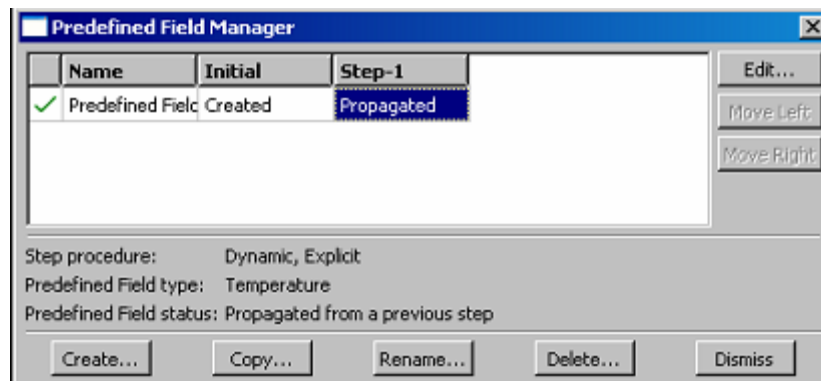 Predefined Field Manager
Name Initial Step-1 Edit...
Predefined Field Created Propagated Move Left
Move Right
Step procedure: Dynamic, Explicit
Predefined Field type: Temperature
Predefined Field status: Propagated from a previous step
Create... Copy... Rename... Delete... Dismiss